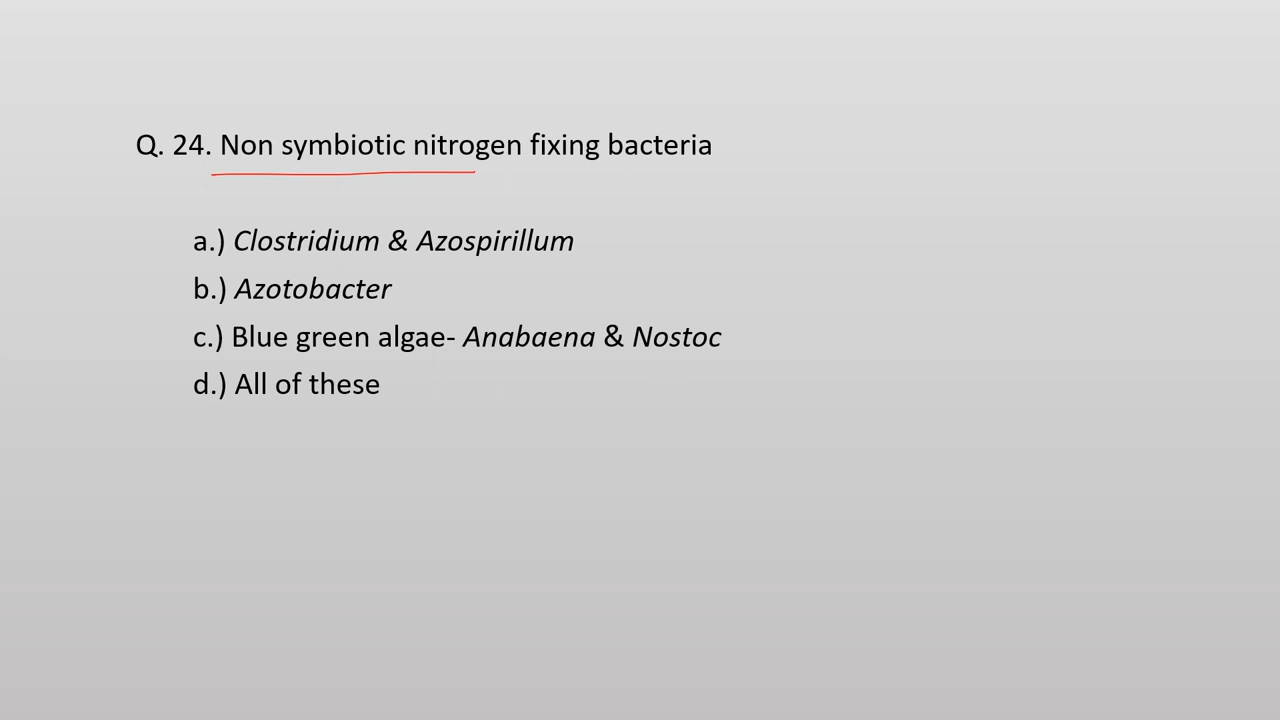 Q. 24. Non symbiotic nitrogen fixing bacteria
a.) Clostridium & Azospirillum
b.) Azotobacter
c.) Blue green algae- Anabaena & Nostoc
d.) All of these